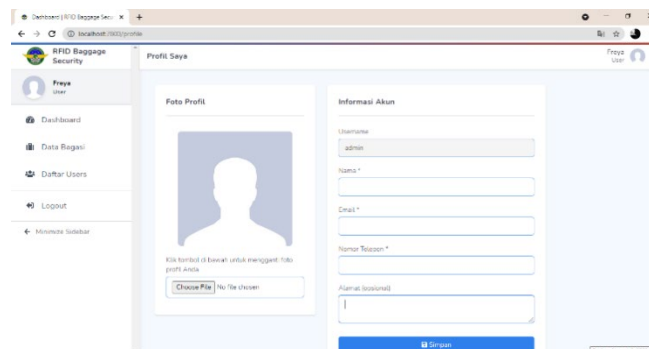 Dashboard | RFID Baggage Secu
localhost
/profile
RFID Baggage
Security
Profil Saya
Freya
User
Freya
User
Dashboard
Data Bagasi
Daftar Users
Logout
Minimize Sidebar
Foto Profil
Klik tombol di bawah untuk mengganti foto
profil Anda
Choose File No file chosen
Informasi Akun
Username
admin
Nama *
Email *
Nomor Telepon *
Alamat (opsional)
Simpan